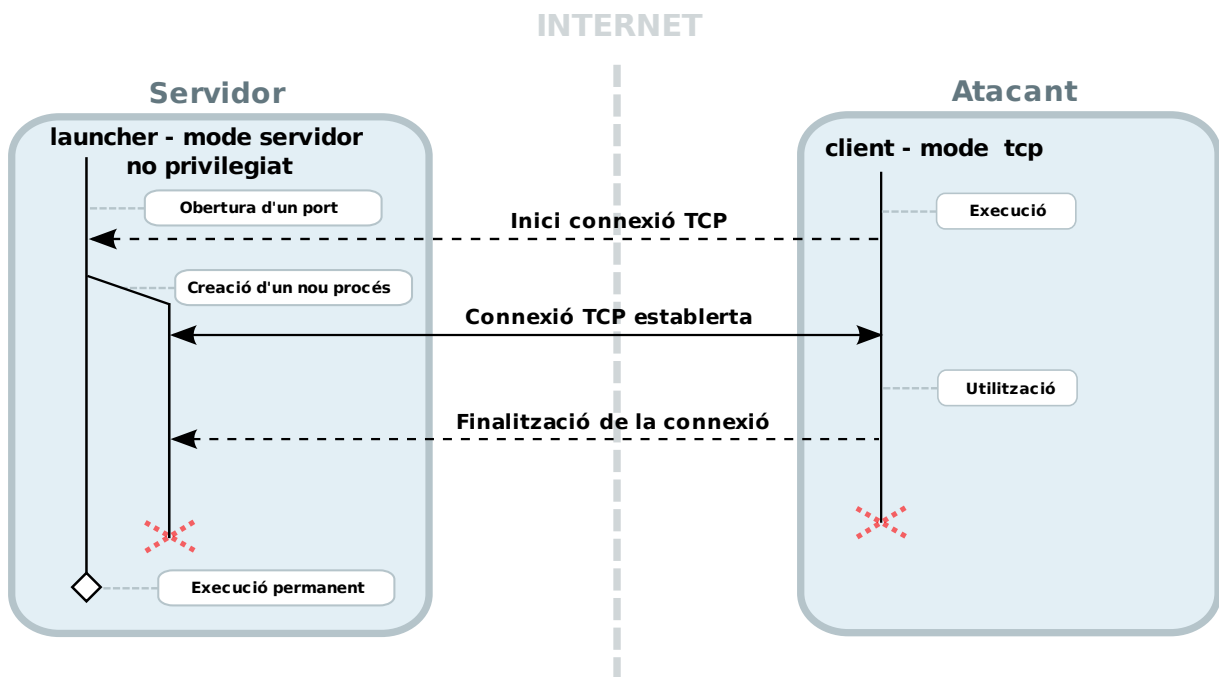 INTERNET
Servidor
Atacant
launcher - mode servidor
no privilegiat
client - mode tcp
Obertura d'un port
Execució
Inici connexió TCP
Creació d'un nou procés
Connexió TCP establerta
Utilització
Finalització de la connexió
Execució permanent